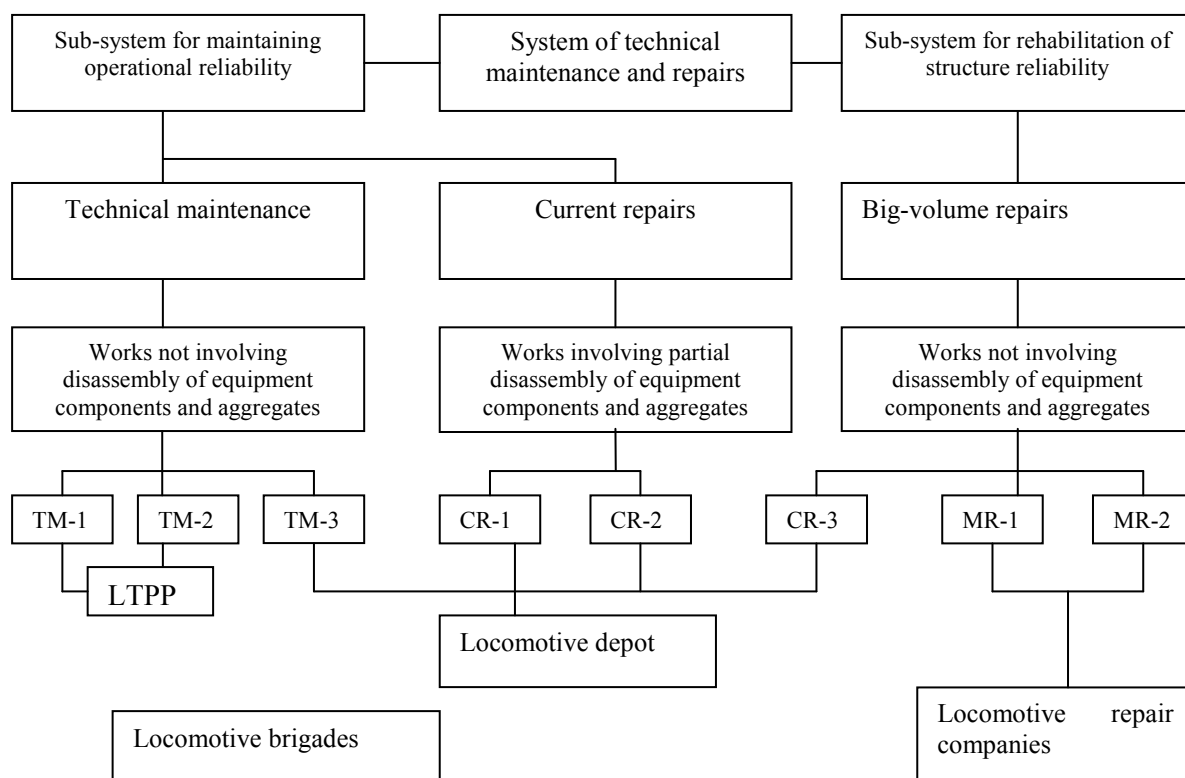 Sub-system for maintaining
operational reliability
System of technical
maintenance and repairs
Sub-system for rehabilitation of
structure reliability
Technical maintenance
Current repairs
Big-volume repairs
Works not involving
disassembly of equipment
components and aggregates
Works involving partial
disassembly of equipment
components and aggregates
Works not involving
disassembly of equipment
components and aggregates
TM-1
TM-2
TM-3
CR-1
CR-2
CR-3
MR-1
MR-2
LTPP
Locomotive depot
Locomotive brigades
Locomotive repair
companies